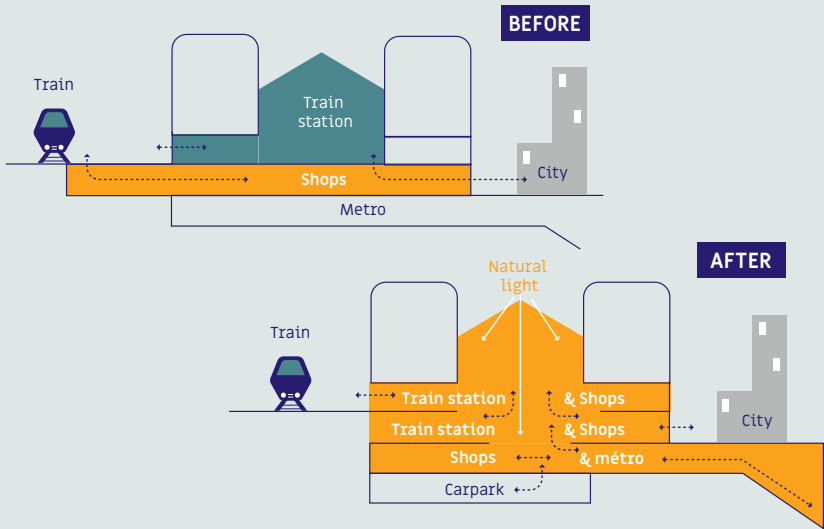 BEFORE
Train
Train
station
City
Shops
Metro
AFTER
Natural
light
Train
Train station & Shops
Train station & Shops
City
Shops & métro
Carpark